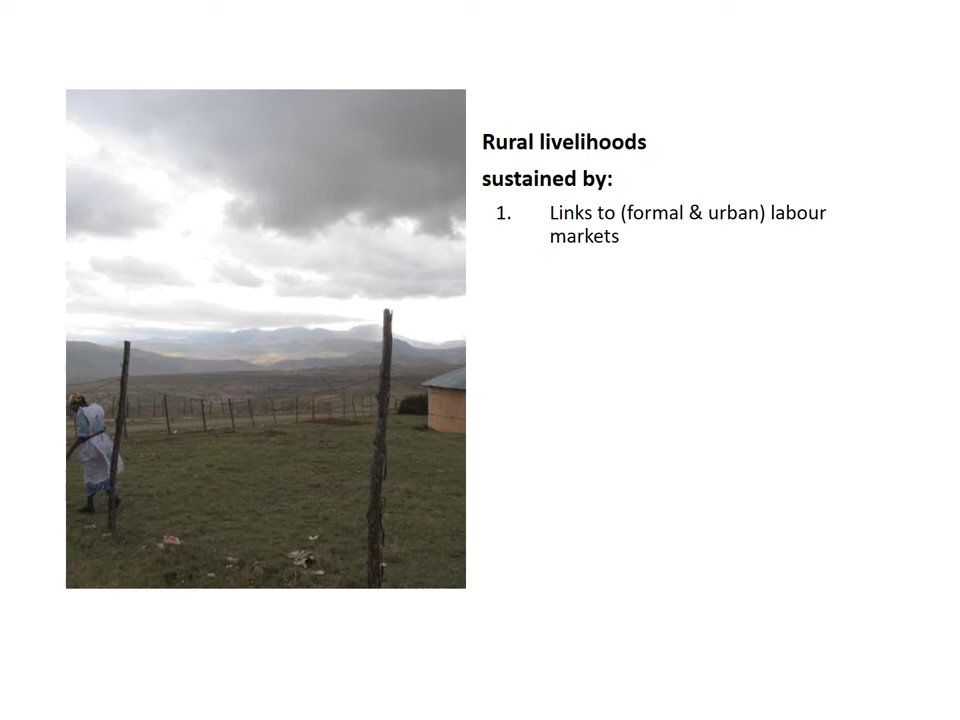 Rural livelihoods
sustained by:
1. Links to (formal & urban) labour
markets